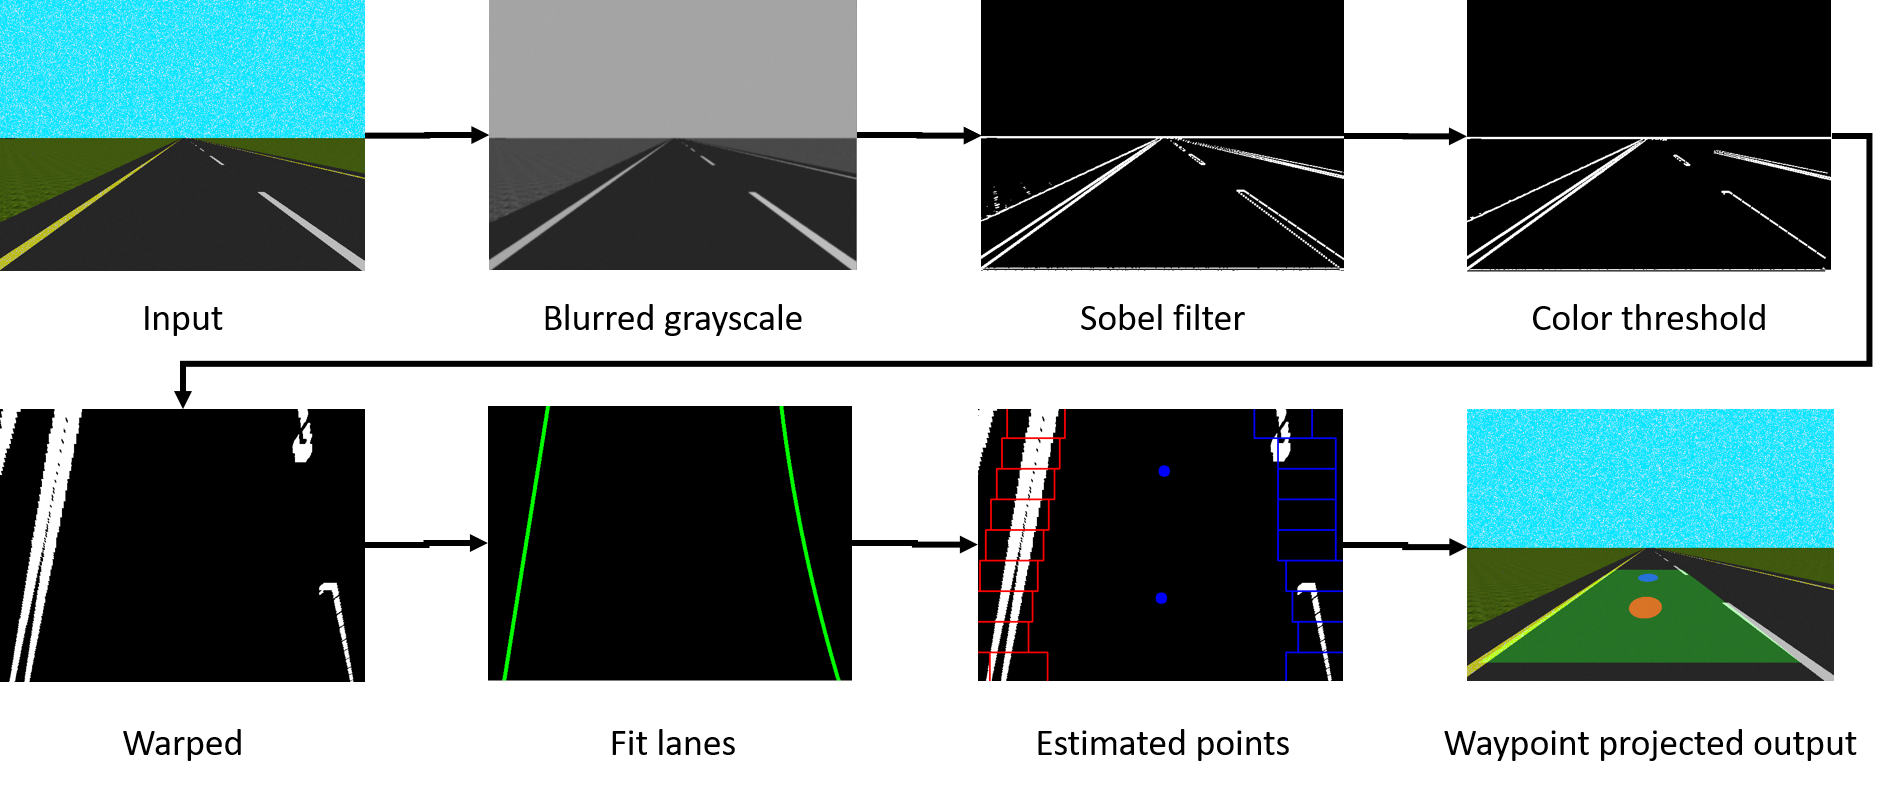 Input
Blurred grayscale
Sobel filter
Color threshold
Warped
Fit lanes
Estimated points
Waypoint projected output